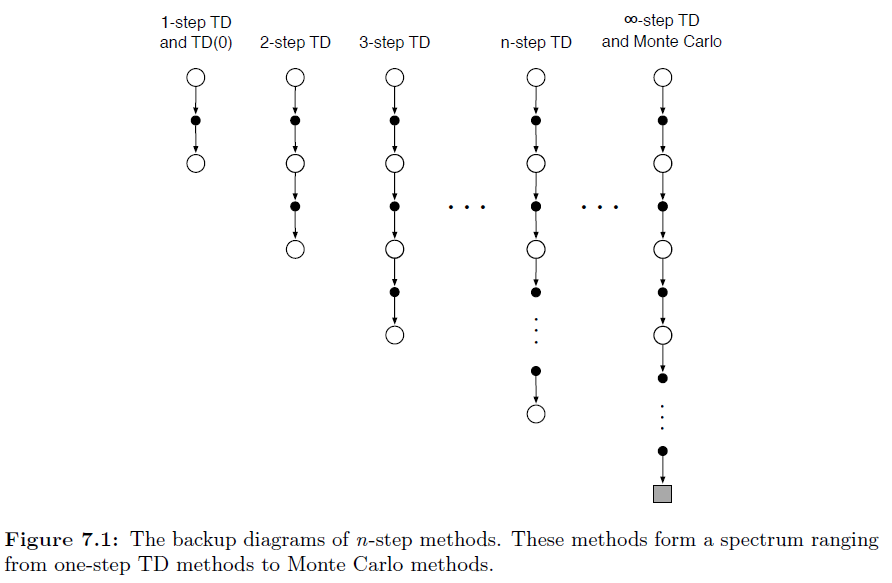 1-step TD
and TD(0)
2-step TD
3-step TD
n-step TD
∞-step TD
and Monte Carlo
Figure 7.1: The backup diagrams of n-step methods. These methods form a spectrum ranging
from one-step TD methods to Monte Carlo methods.